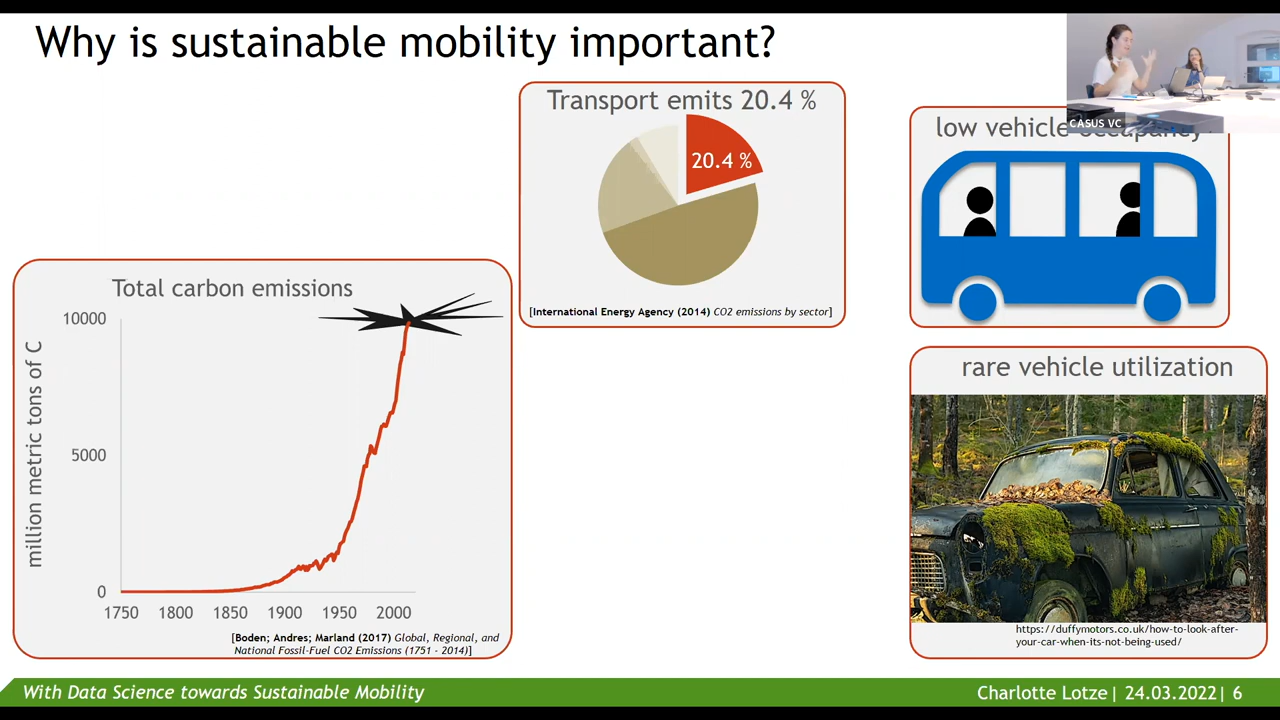 Why is sustainable mobility important?
CASUS VC
Transport emits 20.4 %
20.4 %
[International Energy Agency (2014) CO2 emissions by sector]
low vehicle occupancy
Total carbon emissions
million metric tons of C
10000
5000
0
1750 1800 1850 1900 1950 2000
[Boden; Andres; Marland (2017) Global, Regional, and
National Fossil-Fuel CO2 Emissions (1751 - 2014)]
rare vehicle utilization
https://duffymotors.co.uk/how-to-look-after-
your-car-when-its-not-being-used/
With Data Science towards Sustainable Mobility
Charlotte Lotze| 24.03.2022| 6